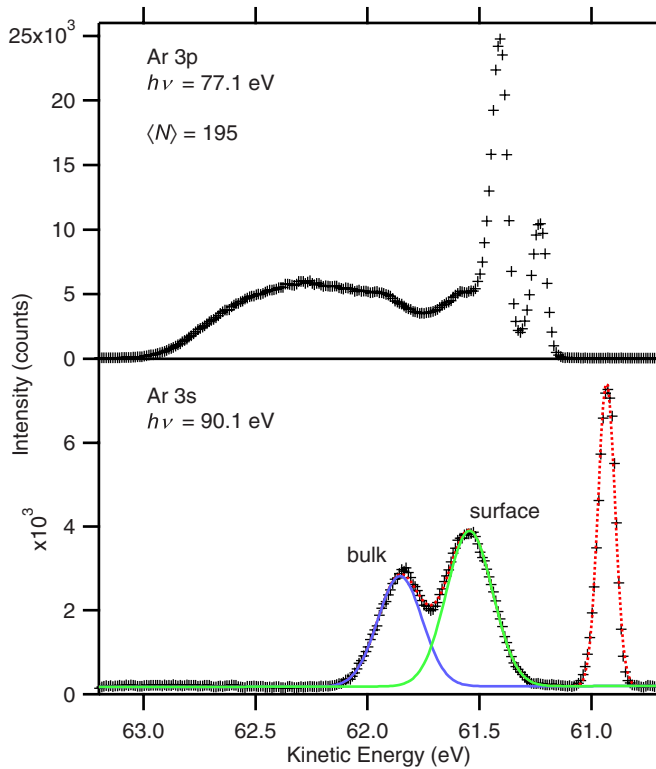 25x10³
Ar 3p
hν = 77.1 eV
20
⟨N⟩ = 195
15
10
5
0
Intensity (counts)
Ar 3s
hν = 90.1 eV
6
x10³
surface
4
bulk
2
0
63.0 62.5 62.0 61.5 61.0
Kinetic Energy (eV)